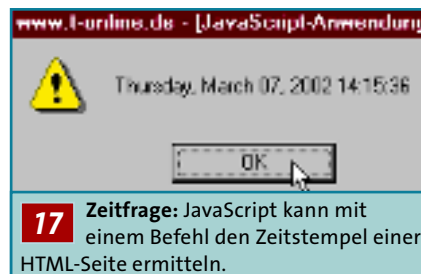 www.t-online.de - [JavaScript-Anwendung
Thursday, March 07, 2002 14:15:36
OK
17 Zeitfrage: JavaScript kann mit
einem Befehl den Zeitstempel einer
HTML-Seite ermitteln.